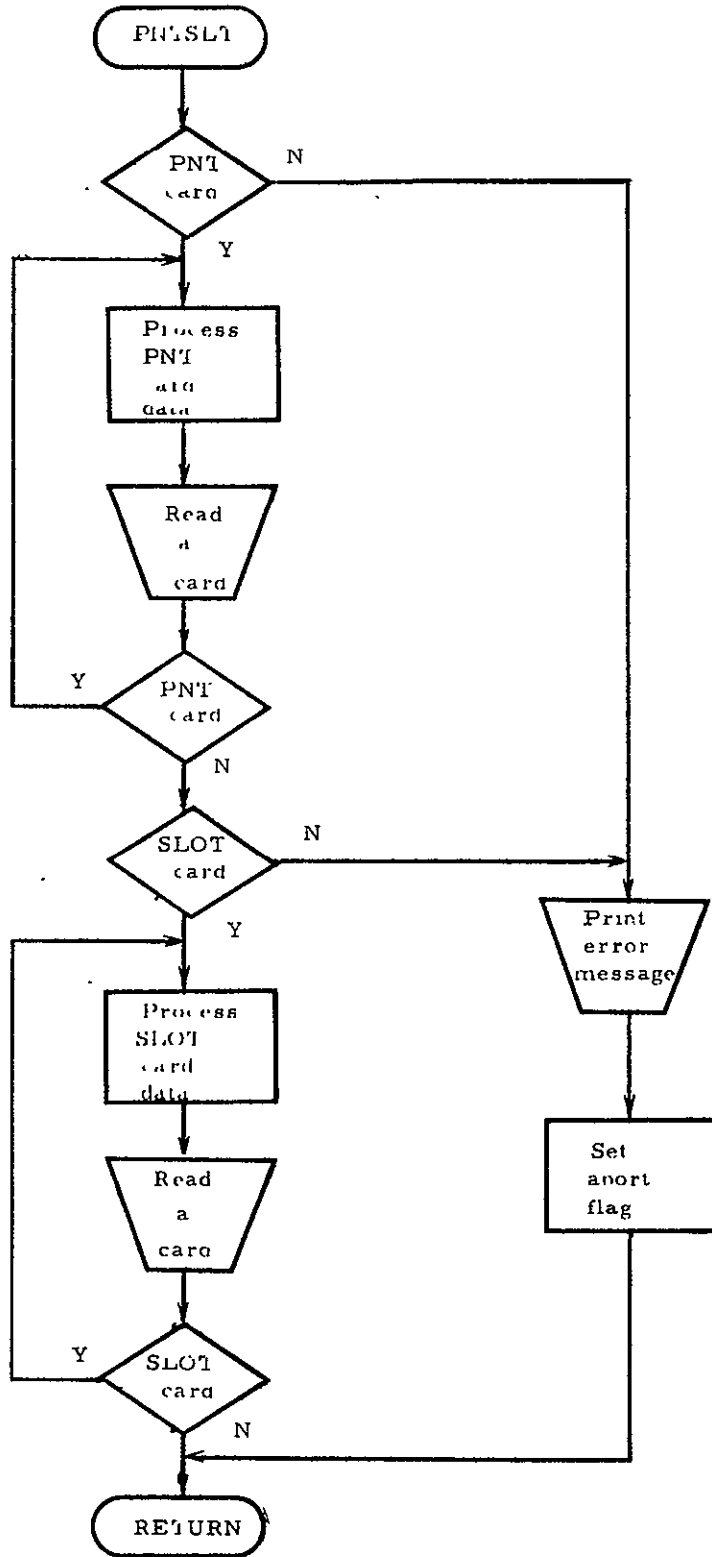 PNTSLT
PNT
card
N
Y
Process
PNT
card
data
Read
a
card
Y
PNT
card
N
SLOT
card
N
Y
Print
error
message
Process
SLOT
card
data
Set
abort
flag
Read
a
card
Y
SLOT
card
N
RETURN